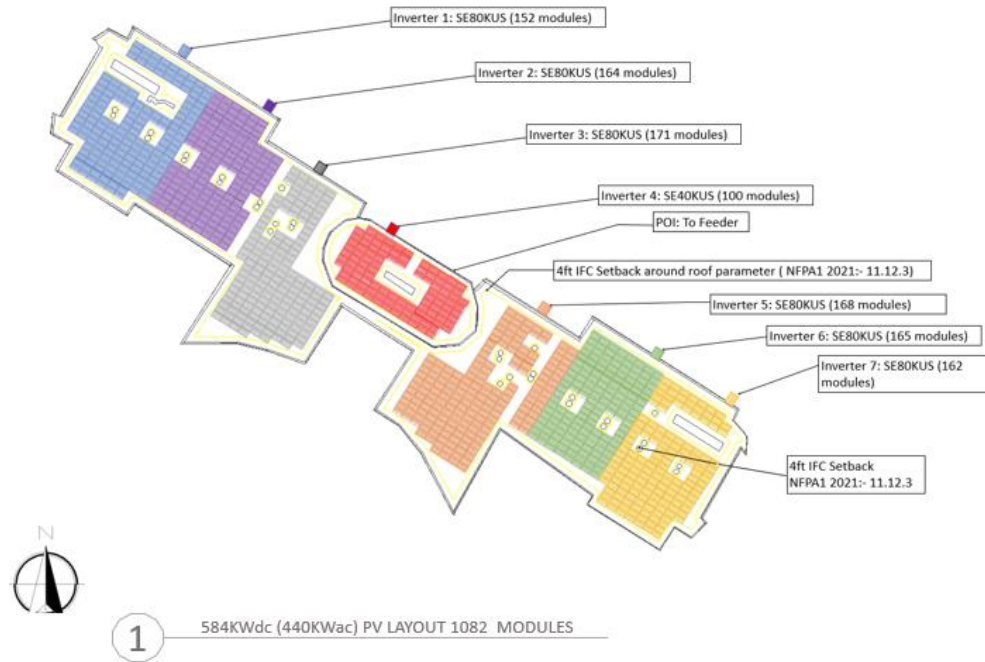 Inverter 1: SE80KUS (152 modules)
Inverter 2: SE80KUS (164 modules)
Inverter 3: SE80KUS (171 modules)
Inverter 4: SE40KUS (100 modules)
POI: To Feeder
4ft IFC Setback around roof parameter ( NFPA1 2021:- 11.12.3)
Inverter 5: SE80KUS (168 modules)
Inverter 6: SE80KUS (165 modules)
Inverter 7: SE80KUS (162
modules)
4ft IFC Setback
NFPA1 2021:- 11.12.3
N
1
584KWdc (440KWac) PV LAYOUT 1082 MODULES